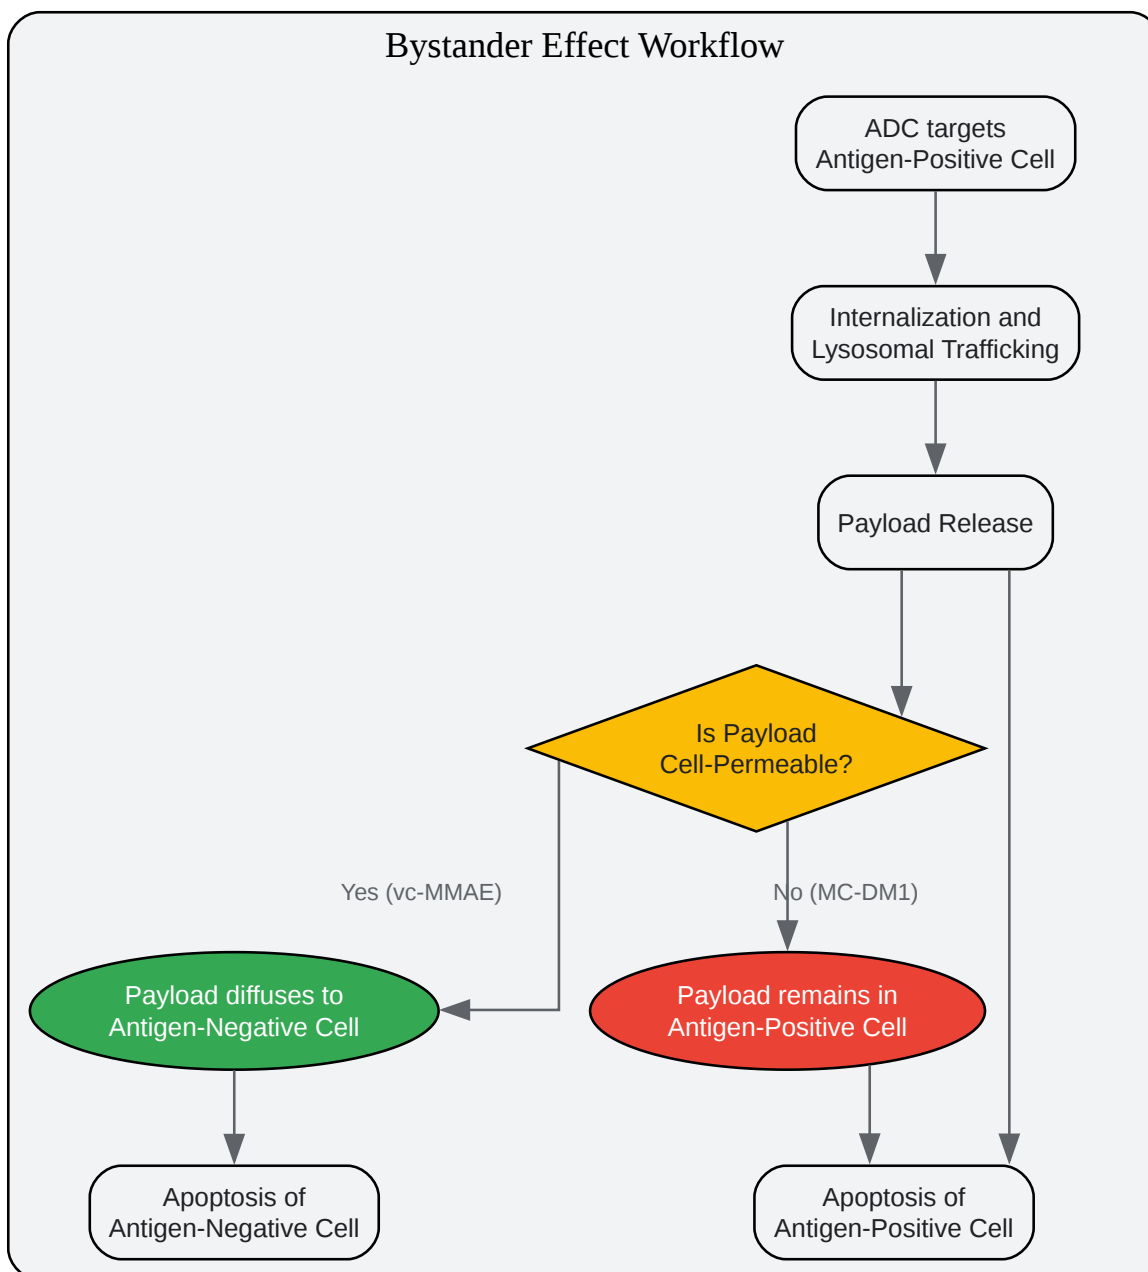 Bystander Effect Workflow
ADC targets
Antigen-Positive Cell
Internalization and
Lysosomal Trafficking
Payload Release
Is Payload
Cell-Permeable?
Yes (vc-MMAE)
No (MC-DM1)
Payload diffuses to
Antigen-Negative Cell
Payload remains in
Antigen-Positive Cell
Apoptosis of
Antigen-Negative Cell
Apoptosis of
Antigen-Positive Cell